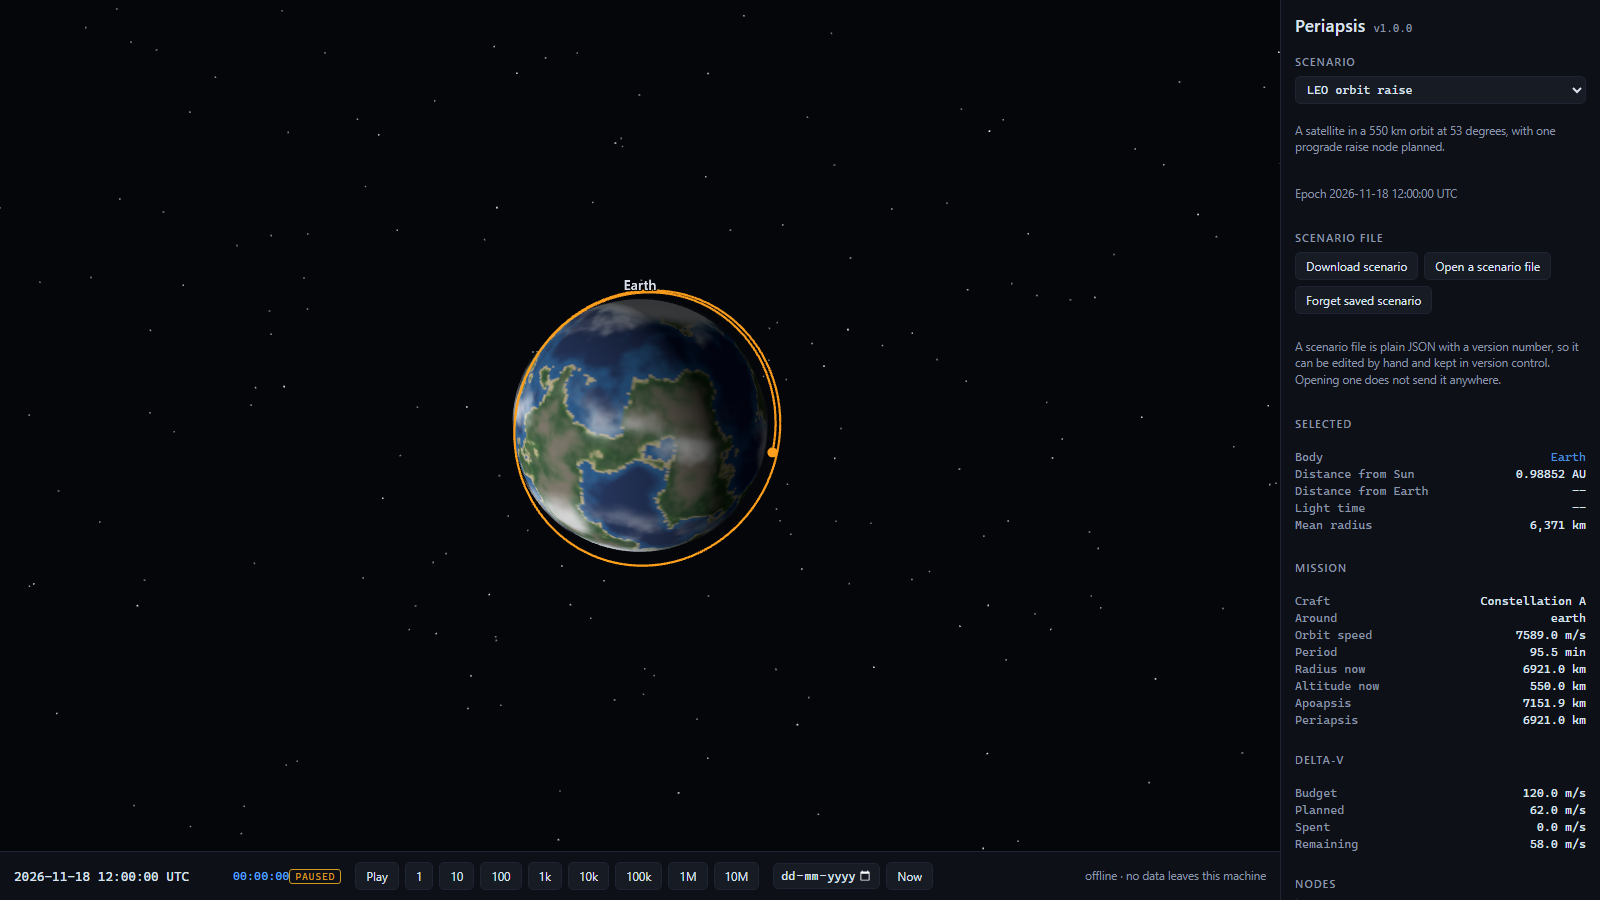 Earth
Periapsis v1.0.0
SCENARIO
LEO orbit raise
A satellite in a 550 km orbit at 53 degrees, with one
prograde raise node planned.
Epoch 2026-11-18 12:00:00 UTC
SCENARIO FILE
Download scenario Open a scenario file
Forget saved scenario
A scenario file is plain JSON with a version number, so it
can be edited by hand and kept in version control.
Opening one does not send it anywhere.
SELECTED
Body Earth
Distance from Sun 0.98852 AU
Distance from Earth --
Light time --
Mean radius 6,371 km
MISSION
Craft Constellation A
Around earth
Orbit speed 7589.0 m/s
Period 95.5 min
Radius now 6921.0 km
Altitude now 550.0 km
Apoapsis 7151.9 km
Periapsis 6921.0 km
DELTA-V
Budget 120.0 m/s
Planned 62.0 m/s
Spent 0.0 m/s
Remaining 58.0 m/s
NODES
2026-11-18 12:00:00 UTC 00:00:00 PAUSED Play 1 10 100 1k 10k 100k 1M 10M dd-mm-yyyy Now offline · no data leaves this machine